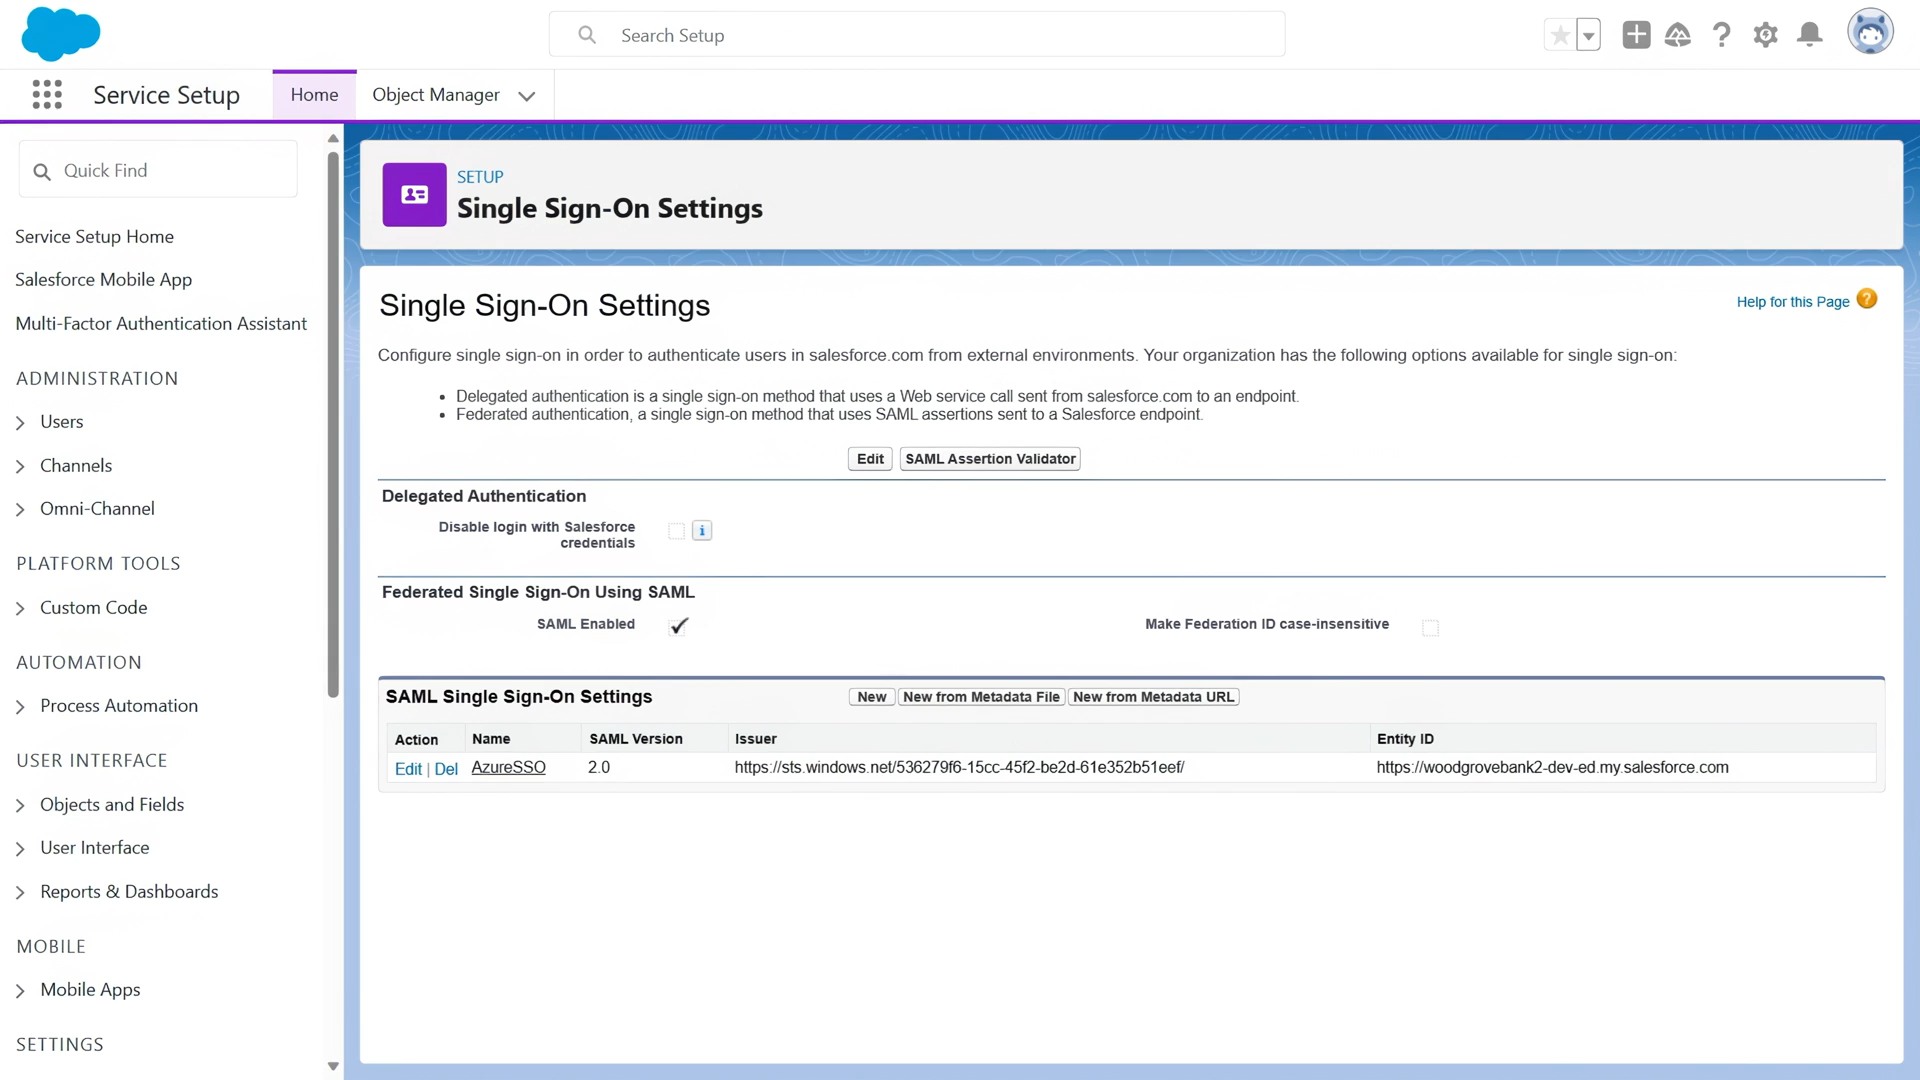 Search Setup
Service Setup
Home
Object Manager
Quick Find
Service Setup Home
Salesforce Mobile App
Multi-Factor Authentication Assistant
ADMINISTRATION
Users
Channels
Omni-Channel
PLATFORM TOOLS
Custom Code
AUTOMATION
Process Automation
USER INTERFACE
Objects and Fields
User Interface
Reports & Dashboards
MOBILE
Mobile Apps
SETTINGS
SETUP
Single Sign-On Settings
Single Sign-On Settings
Help for this Page ?
Configure single sign-on in order to authenticate users in salesforce.com from external environments. Your organization has the following options available for single sign-on:
• Delegated authentication is a single sign-on method that uses a Web service call sent from salesforce.com to an endpoint.
• Federated authentication, a single sign-on method that uses SAML assertions sent to a Salesforce endpoint.
Edit SAML Assertion Validator
Delegated Authentication
Disable login with Salesforce
credentials
i
Federated Single Sign-On Using SAML
SAML Enabled
Make Federation ID case-insensitive
SAML Single Sign-On Settings New New from Metadata File New from Metadata URL
Action Name SAML Version Issuer Entity ID
Edit | Del AzureSSO 2.0 https://sts.windows.net/536279f6-15cc-45f2-be2d-61e352b51eef/ https://woodgrovebank2-dev-ed.my.salesforce.com